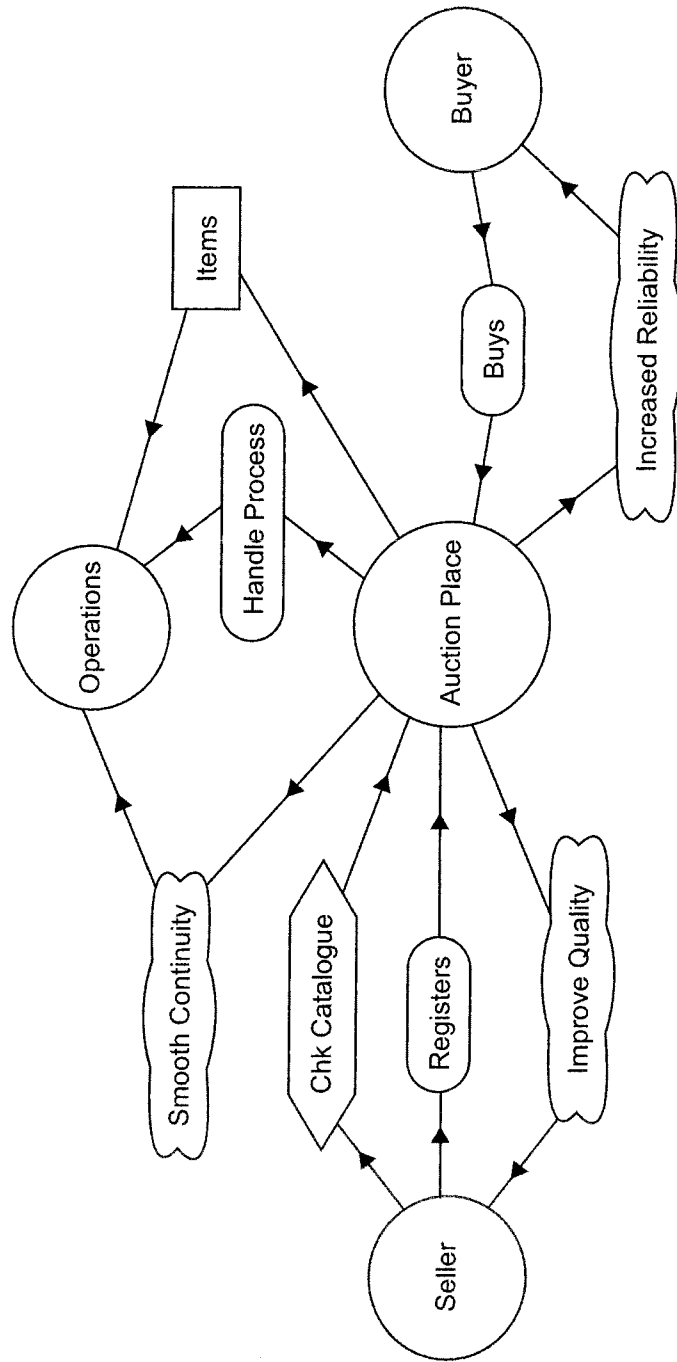 Operations
Items
Smooth Continuity
Handle Process
Chk Catalogue
Buyer
Buys
Auction Place
Registers
Seller
Improve Quality
Increased Reliability